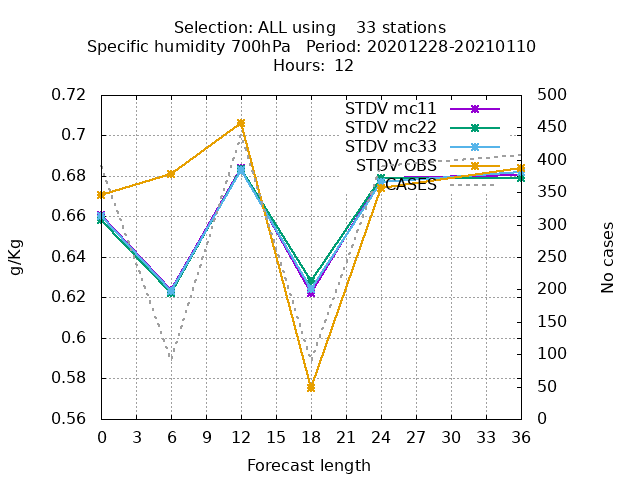 Selection: ALL using    33 stations
Specific humidity 700hPa   Period: 20201228-20210110
Hours:  12
STDV mc11
STDV mc22
STDV mc33
STDV OBS
CASES
0.72
0.7
0.68
0.66
0.64
0.62
0.6
0.58
0.56
500
450
400
350
300
250
200
150
100
50
0
g/Kg
No cases
0 3 6 9 12 15 18 21 24 27 30 33 36
Forecast length